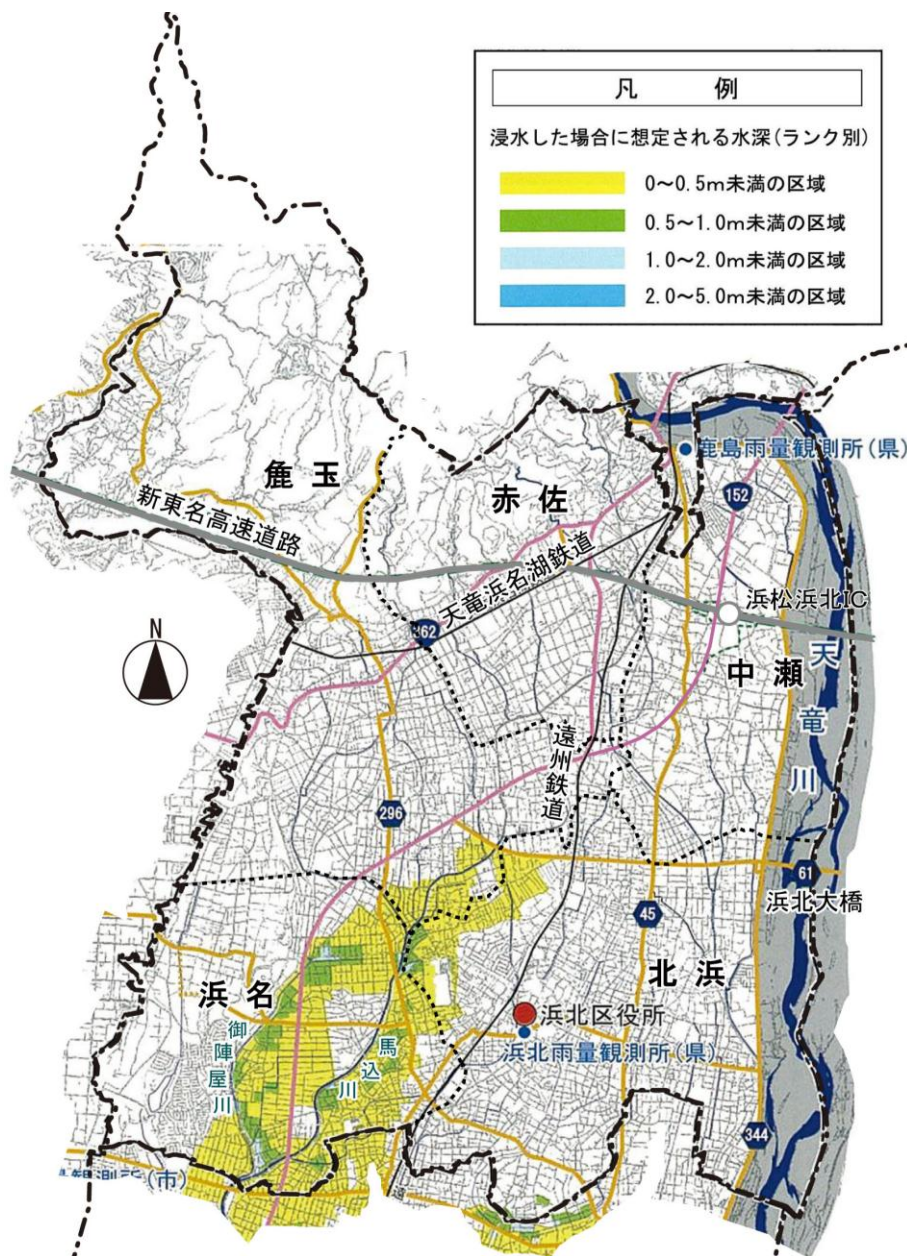 凡 例
浸水した場合に想定される水深(ランク別)
0～0.5m未満の区域
0.5～1.0m未満の区域
1.0～2.0m未満の区域
2.0～5.0m未満の区域
鹿島雨量観測所(県)
麁玉
赤佐
152
新東名高速道路
天竜浜名湖鉄道
浜松浜北IC
362
N
中瀬
天竜川
遠州鉄道
296
61
浜北大橋
45
北浜
浜名
浜北区役所
御陣屋川
馬込川
浜北雨量観測所(県)
344
観測所(市)